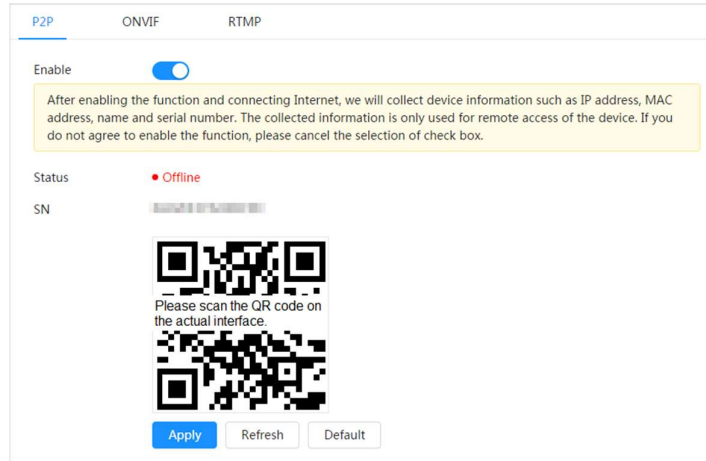 P2P ONVIF RTMP
Enable
After enabling the function and connecting Internet, we will collect device information such as IP address, MAC
address, name and serial number. The collected information is only used for remote access of the device. If you
do not agree to enable the function, please cancel the selection of check box.
Status Offline
SN
Please scan the QR code on
the actual interface.
Apply Refresh Default